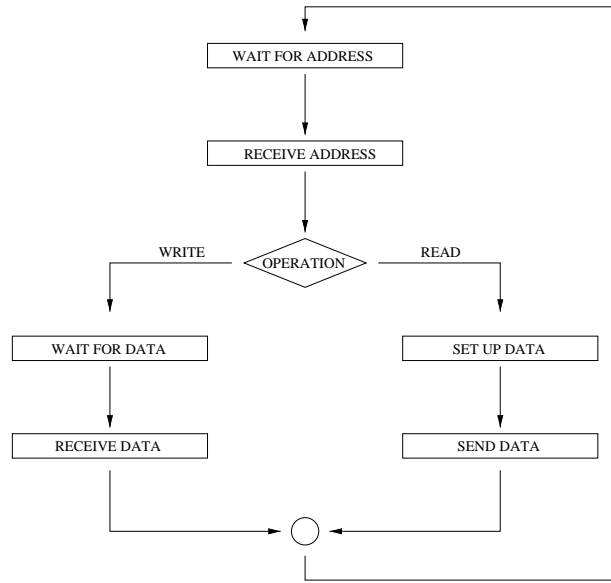 WAIT FOR ADDRESS
RECEIVE ADDRESS
WRITE
OPERATION
READ
WAIT FOR DATA
SET UP DATA
RECEIVE DATA
SEND DATA